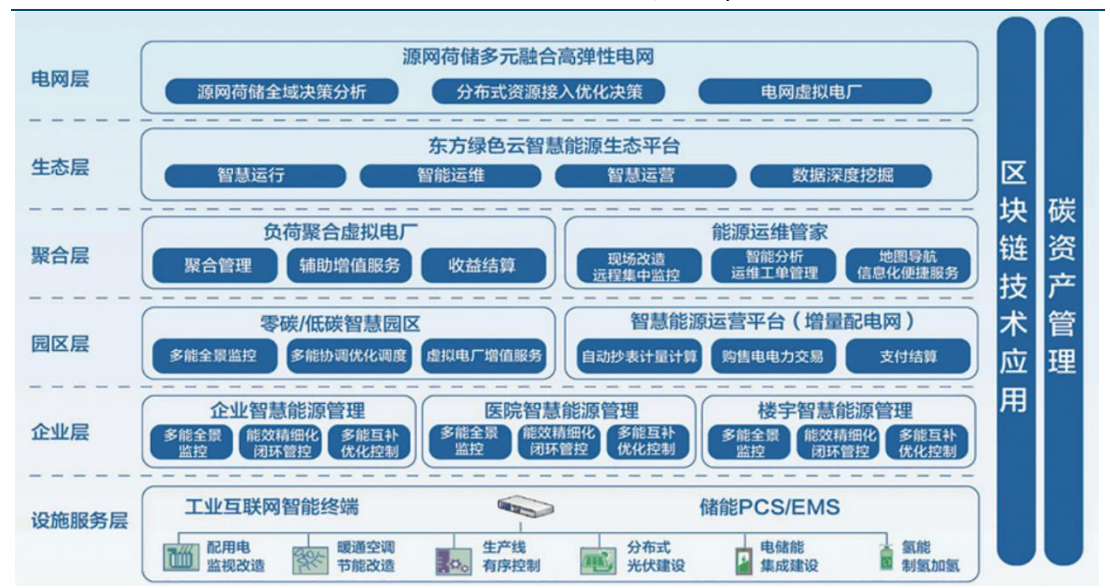 电网层
源网荷储多元融合高弹性电网
源网荷储全域决策分析
分布式资源接入优化决策
电网虚拟电厂
生态层
东方绿色云智慧能源生态平台
智慧运行
智能运维
智慧运营
数据深度挖掘
聚合层
负荷聚合虚拟电厂
聚合管理
辅助增值服务
收益结算
能源运维管家
现场改造
远程集中监控
智能分析
运维工单管理
地图导航
信息化便捷服务
园区层
零碳/低碳智慧园区
多能全景监控
多能协调优化调度
虚拟电厂增值服务
智慧能源运营平台（增量配电网）
自动抄表计量计算
购售电电力交易
支付结算
企业层
企业智慧能源管理
多能全景
监控
能效精细化
闭环管控
多能互补
优化控制
医院智慧能源管理
多能全景
监控
能效精细化
闭环管控
多能互补
优化控制
楼宇智慧能源管理
多能全景
监控
能效精细化
闭环管控
多能互补
优化控制
设施服务层
工业互联网智能终端
储能PCS/EMS
配用电
监视改造
暖通空调
节能改造
生产线
有序控制
分布式
光伏建设
电储能
集成建设
氢能
制氢加氢
区块链技术应用
碳资产管理